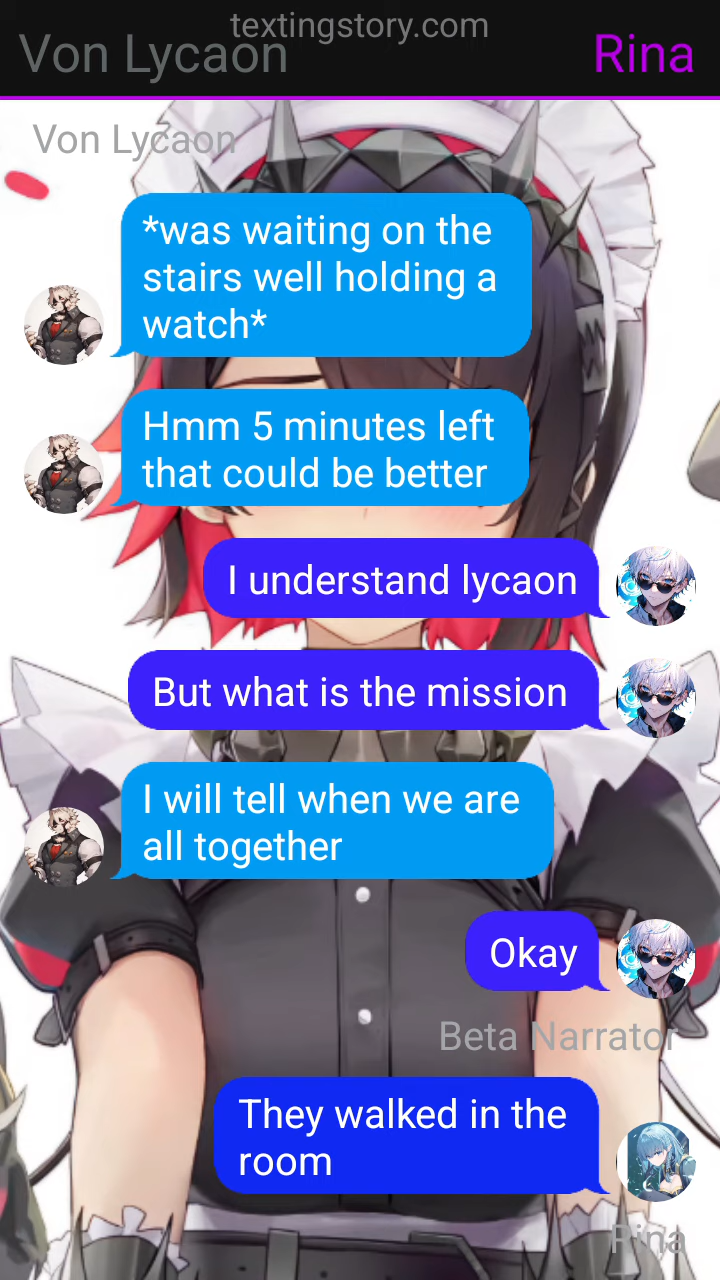 textingstory.com
Von Lycaon
Rina
Von Lycaon
*was waiting on the
stairs well holding a
watch*
Hmm 5 minutes left
that could be better
I understand lycaon
But what is the mission
I will tell when we are
all together
Okay
Beta Narrator
They walked in the
room
Rina